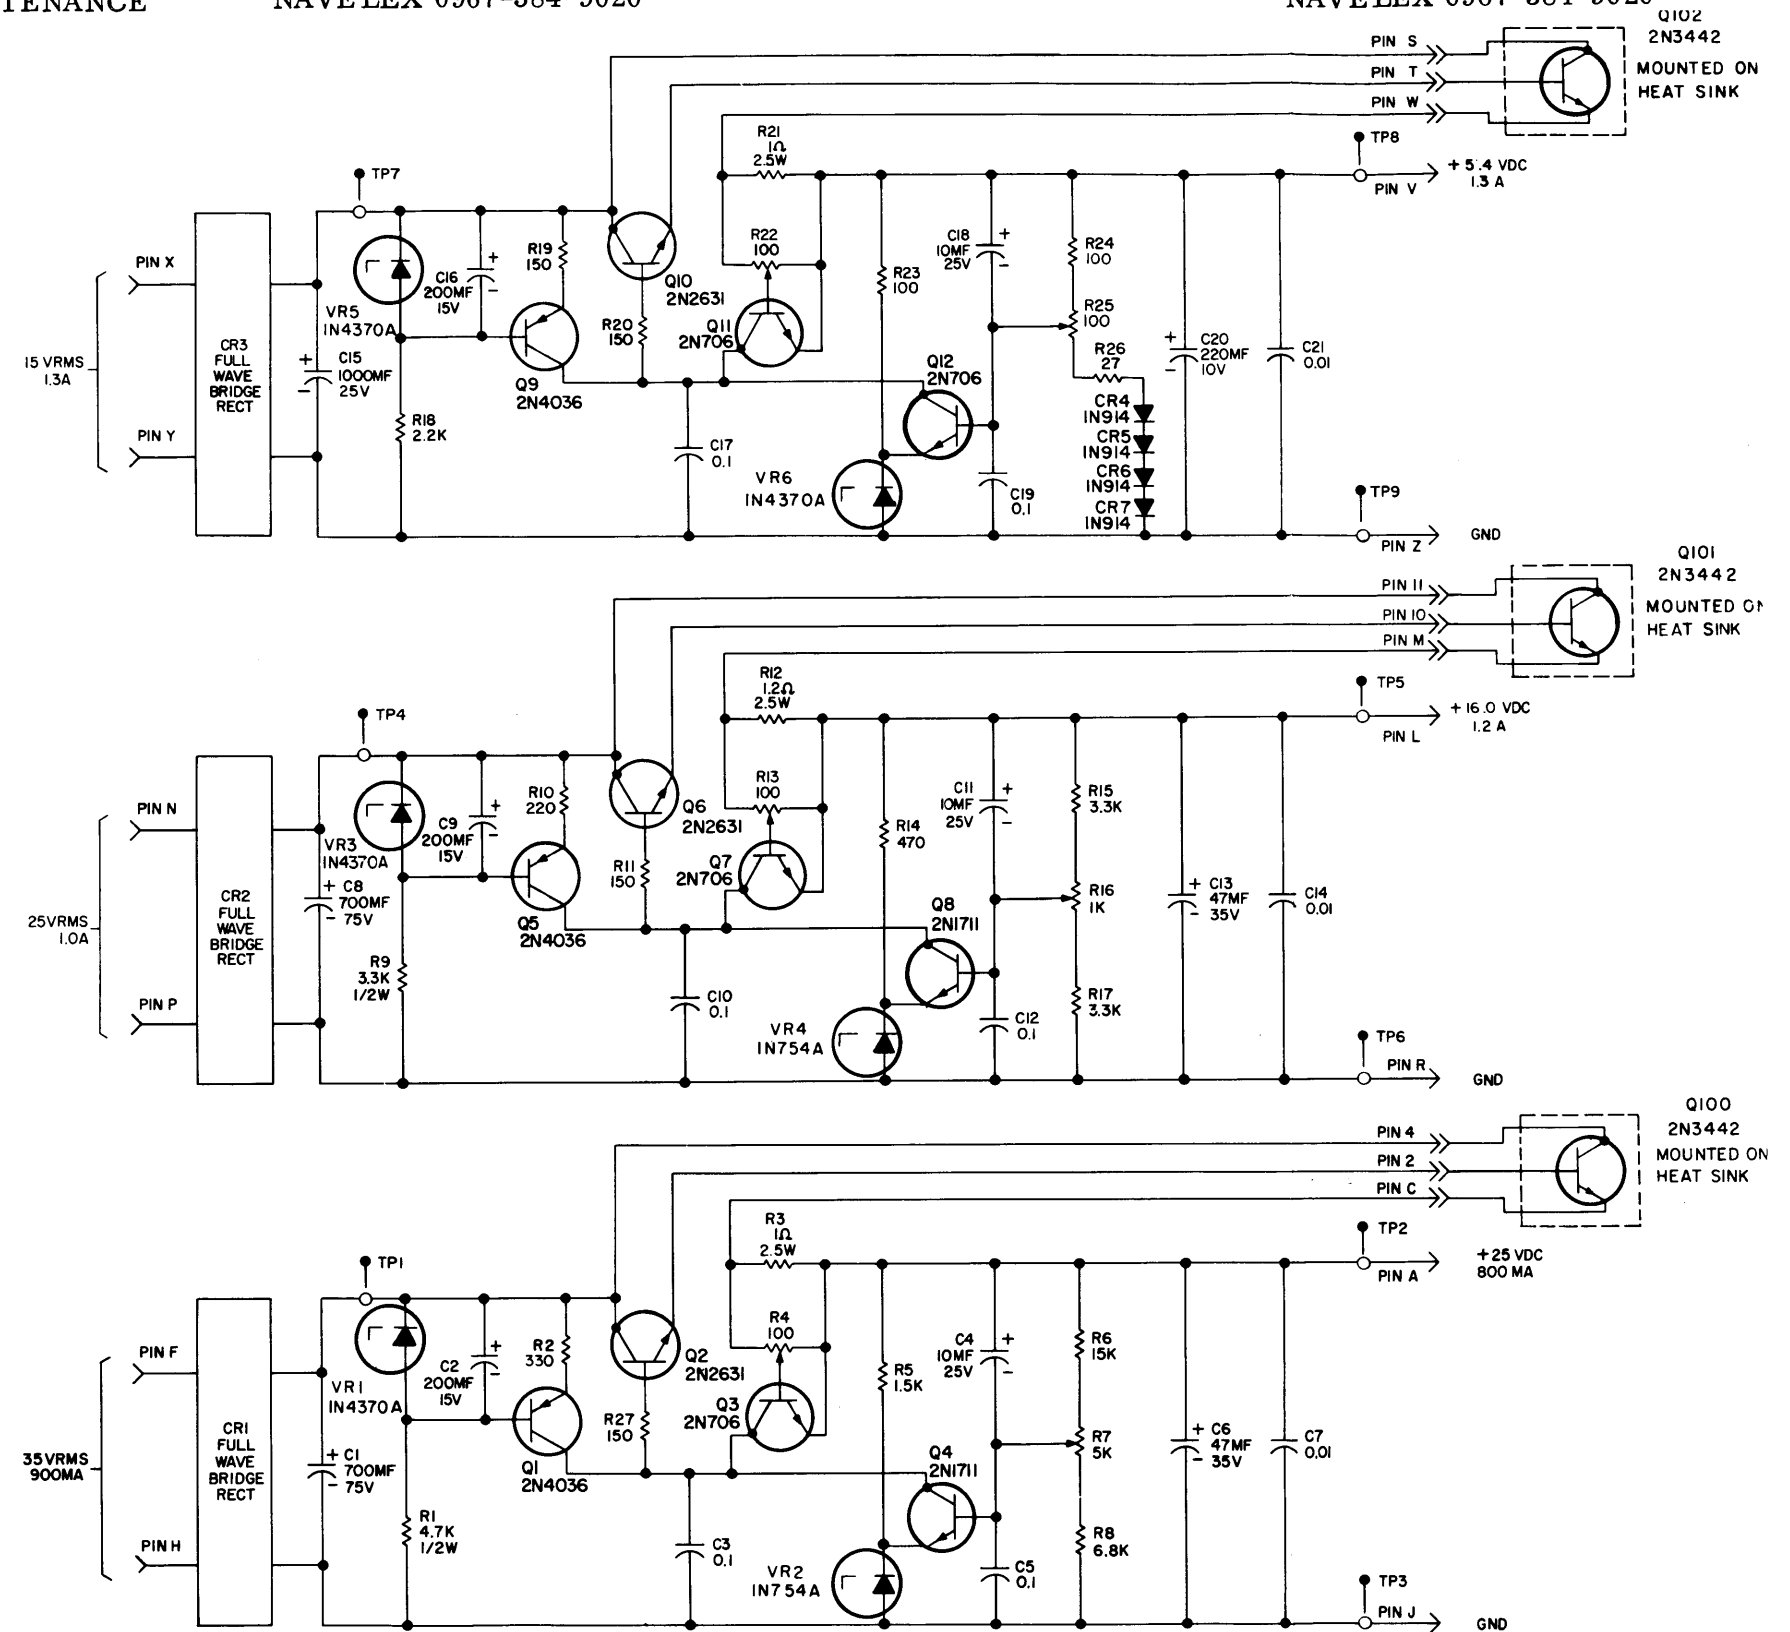 TENANCE
NAVELEX 0967-384-9020
NAVELEX 0967-384-9020
Q102
2N3442
MOUNTED ON
HEAT SINK
PIN S
PIN T
PIN W
R21
1Ω
2.5W
TP8
+5.4 VDC
1.3 A
PIN V
TP7
PIN X
15 VRMS
1.3A
PIN Y
CR3
FULL
WAVE
BRIDGE
RECT
C15
1000MF
25V
VR5
1N4370A
R18
2.2K
C16
200MF
15V
R19
150
Q9
2N4036
R20
150
Q10
2N2631
R22
100
Q11
2N706
C17
0.1
R23
100
VR6
1N4370A
Q12
2N706
C18
10MF
25V
C19
0.1
R24
100
R25
100
R26
27
CR4
1N914
CR5
1N914
CR6
1N914
CR7
1N914
C20
220MF
10V
C21
0.01
TP9
PIN Z
GND
Q101
2N3442
MOUNTED ON
HEAT SINK
PIN 11
PIN 10
PIN M
R12
1.2Ω
2.5W
TP5
+16.0 VDC
1.2 A
PIN L
TP4
PIN N
25VRMS
1.0A
PIN P
CR2
FULL
WAVE
BRIDGE
RECT
C8
700MF
75V
VR3
1N4370A
R9
3.3K
1/2W
C9
200MF
15V
R10
220
Q5
2N4036
R11
150
Q6
2N2631
R13
100
Q7
2N706
C10
0.1
R14
470
VR4
1N754A
Q8
2N1711
C11
10MF
25V
C12
0.1
R15
3.3K
R16
1K
R17
3.3K
C13
47MF
35V
C14
0.01
TP6
PIN R
GND
Q100
2N3442
MOUNTED ON
HEAT SINK
PIN 4
PIN 2
PIN C
R3
1Ω
2.5W
TP2
+25 VDC
800 MA
PIN A
TP1
PIN F
35VRMS
900MA
PIN H
CR1
FULL
WAVE
BRIDGE
RECT
C1
700MF
75V
VR1
1N4370A
R1
4.7K
1/2W
C2
200MF
15V
R2
330
Q1
2N4036
R27
150
Q2
2N2631
R4
100
Q3
2N706
C3
0.1
R5
1.5K
VR2
1N754A
Q4
2N1711
C4
10MF
25V
C5
0.1
R6
15K
R7
5K
R8
6.8K
C6
47MF
35V
C7
0.01
TP3
PIN J
GND